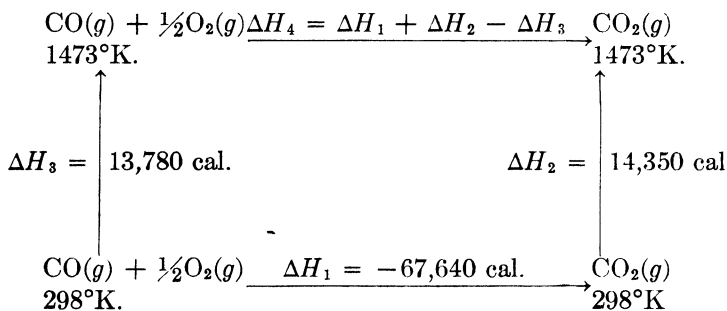 CO(g) + ½O₂(g) ΔH₄ = ΔH₁ + ΔH₂ − ΔH₃ CO₂(g)
1473°K. 1473°K.
ΔH₃ = 13,780 cal. ΔH₂ = 14,350 cal
CO(g) + ½O₂(g) ΔH₁ = −67,640 cal. CO₂(g)
298°K. 298°K